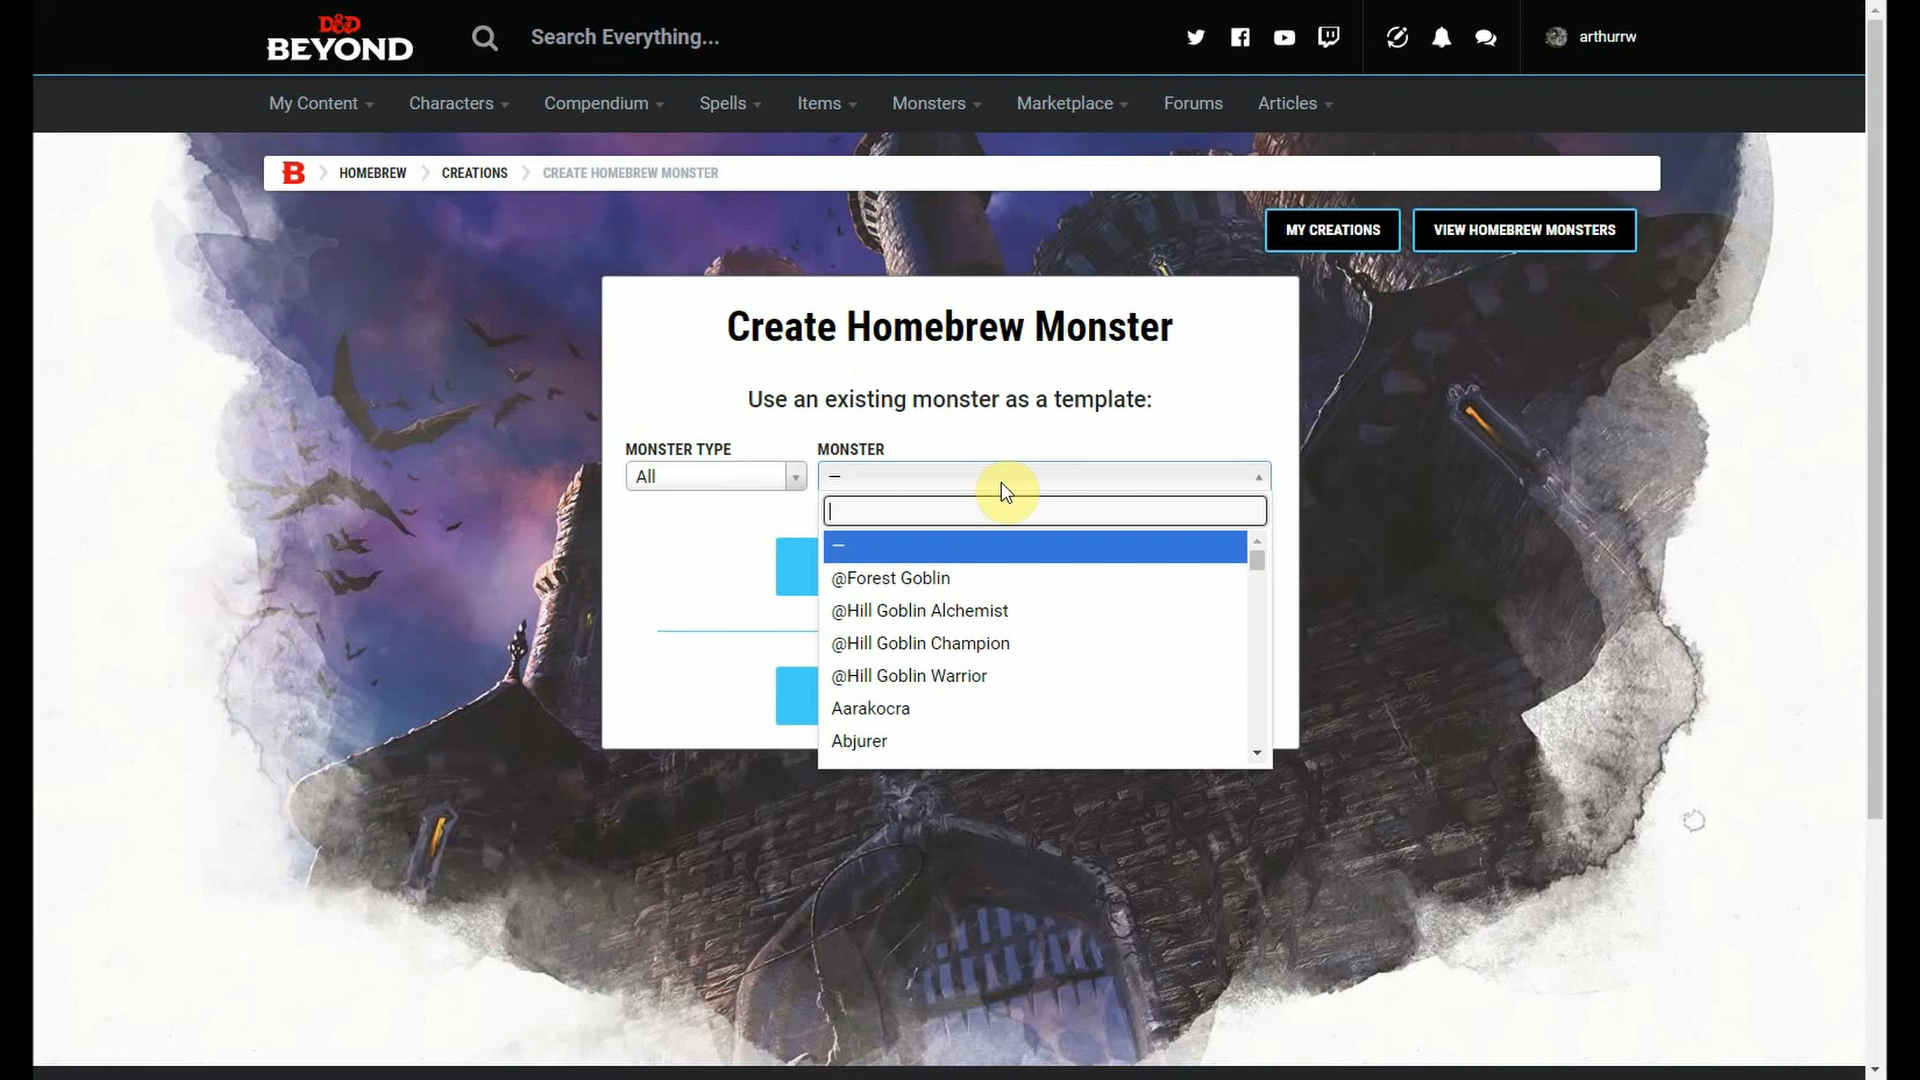 D&D
BEYOND
Search Everything...
arthurrw
My Content
Characters
Compendium
Spells
Items
Monsters
Marketplace
Forums
Articles
B
HOMEBREW
CREATIONS
CREATE HOMEBREW MONSTER
MY CREATIONS
VIEW HOMEBREW MONSTERS
Create Homebrew Monster
Use an existing monster as a template:
MONSTER TYPE
MONSTER
All
—
—
@Forest Goblin
@Hill Goblin Alchemist
@Hill Goblin Champion
@Hill Goblin Warrior
Aarakocra
Abjurer